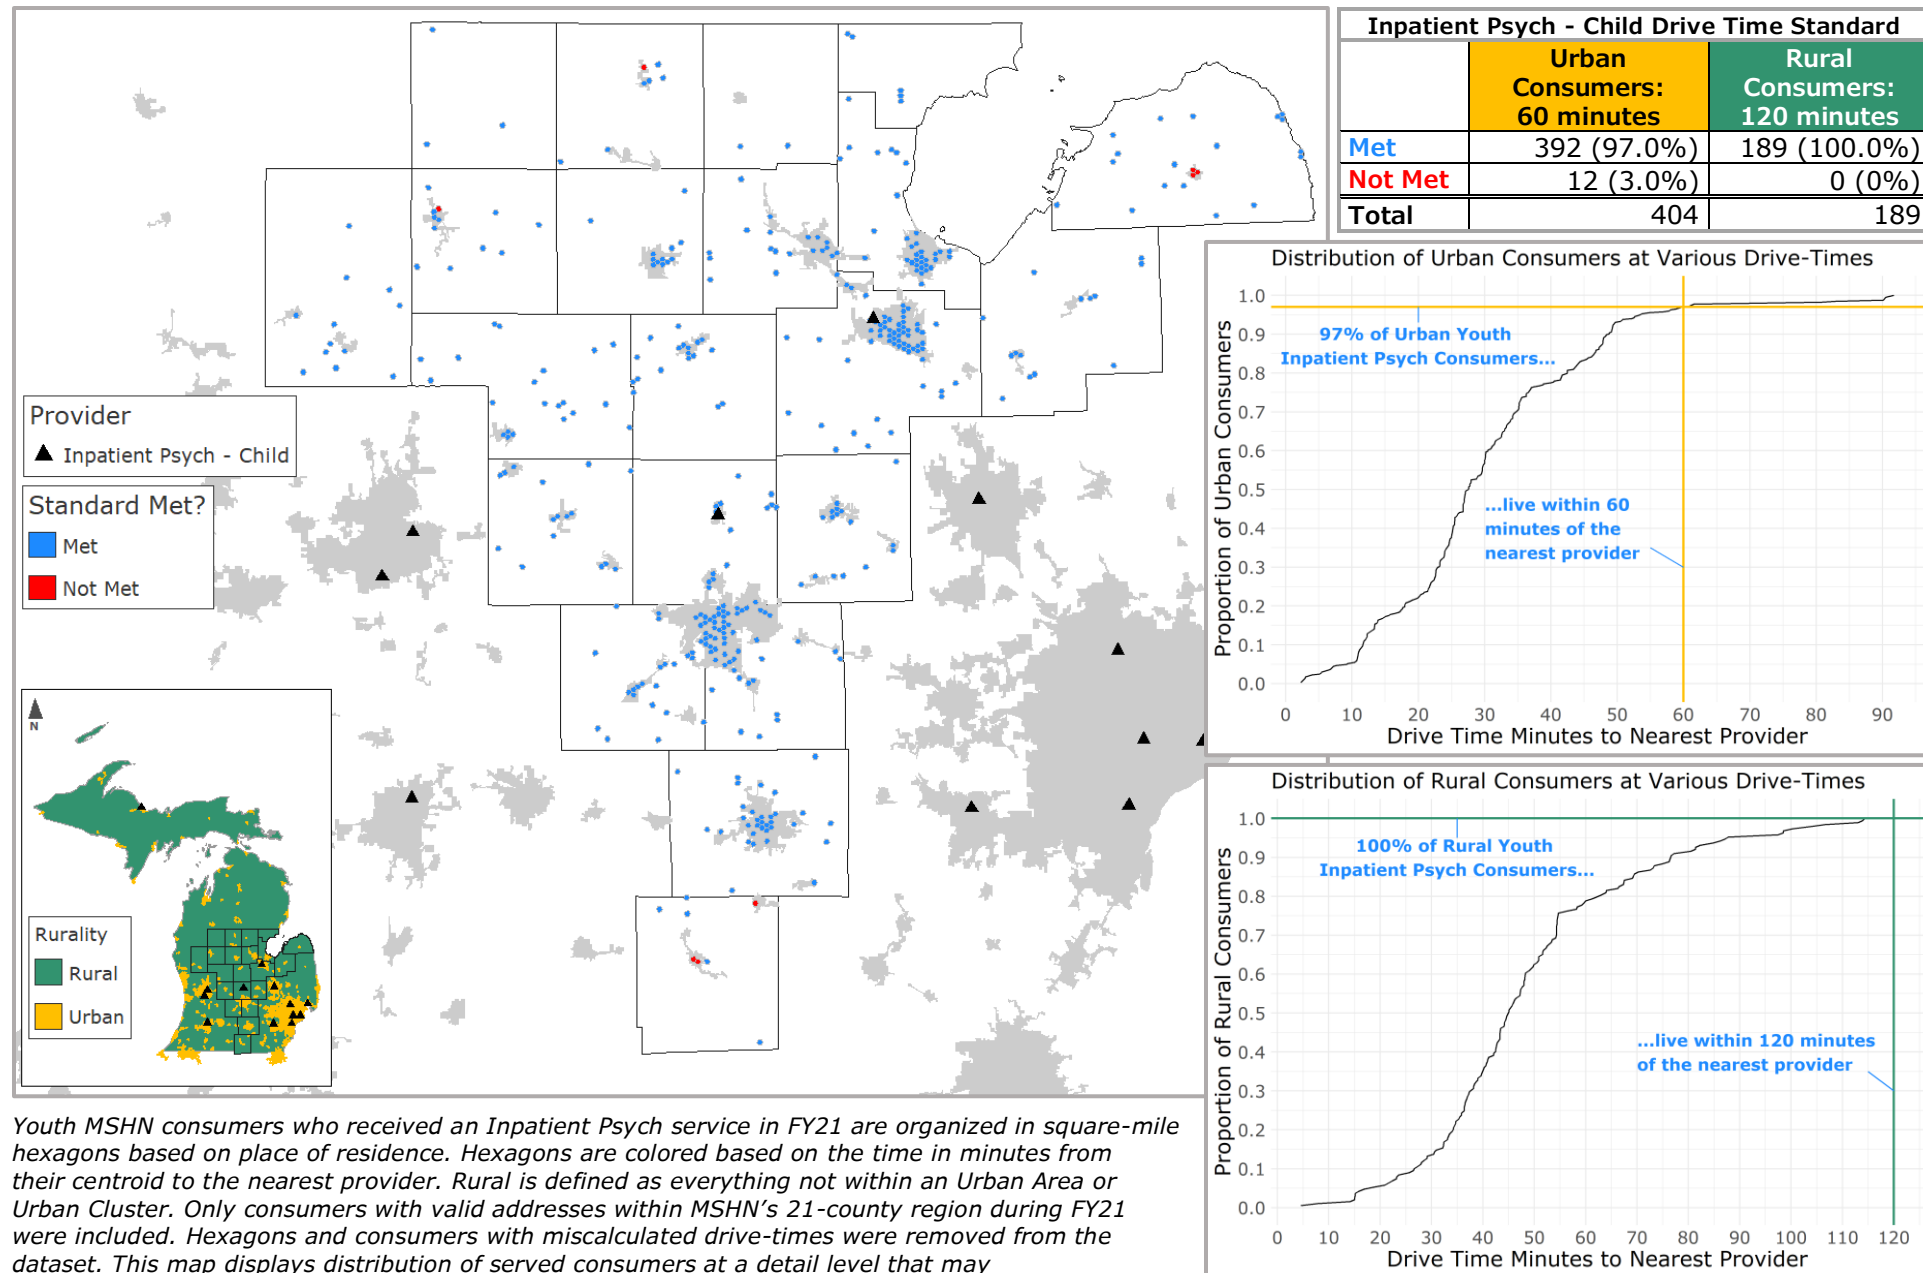 Inpatient Psych - Child Drive Time Standard
Urban Consumers: 60 minutes
Rural Consumers: 120 minutes
Met 392 (97.0%) 189 (100.0%)
Not Met 12 (3.0%) 0 (0%)
Total 404 189
Provider
Inpatient Psych - Child
Standard Met?
Met
Not Met
N
Rurality
Rural
Urban
Distribution of Urban Consumers at Various Drive-Times
Proportion of Urban Consumers
1.0
0.9
0.8
0.7
0.6
0.5
0.4
0.3
0.2
0.1
0.0
97% of Urban Youth
Inpatient Psych Consumers...
...live within 60
minutes of the
nearest provider
0 10 20 30 40 50 60 70 80 90
Drive Time Minutes to Nearest Provider
Distribution of Rural Consumers at Various Drive-Times
Proportion of Rural Consumers
1.0
0.9
0.8
0.7
0.6
0.5
0.4
0.3
0.2
0.1
0.0
100% of Rural Youth
Inpatient Psych Consumers...
...live within 120 minutes
of the nearest provider
0 10 20 30 40 50 60 70 80 90 100 110 120
Drive Time Minutes to Nearest Provider
Youth MSHN consumers who received an Inpatient Psych service in FY21 are organized in square-mile
hexagons based on place of residence. Hexagons are colored based on the time in minutes from
their centroid to the nearest provider. Rural is defined as everything not within an Urban Area or
Urban Cluster. Only consumers with valid addresses within MSHN's 21-county region during FY21
were included. Hexagons and consumers with miscalculated drive-times were removed from the
dataset. This map displays distribution of served consumers at a detail level that may